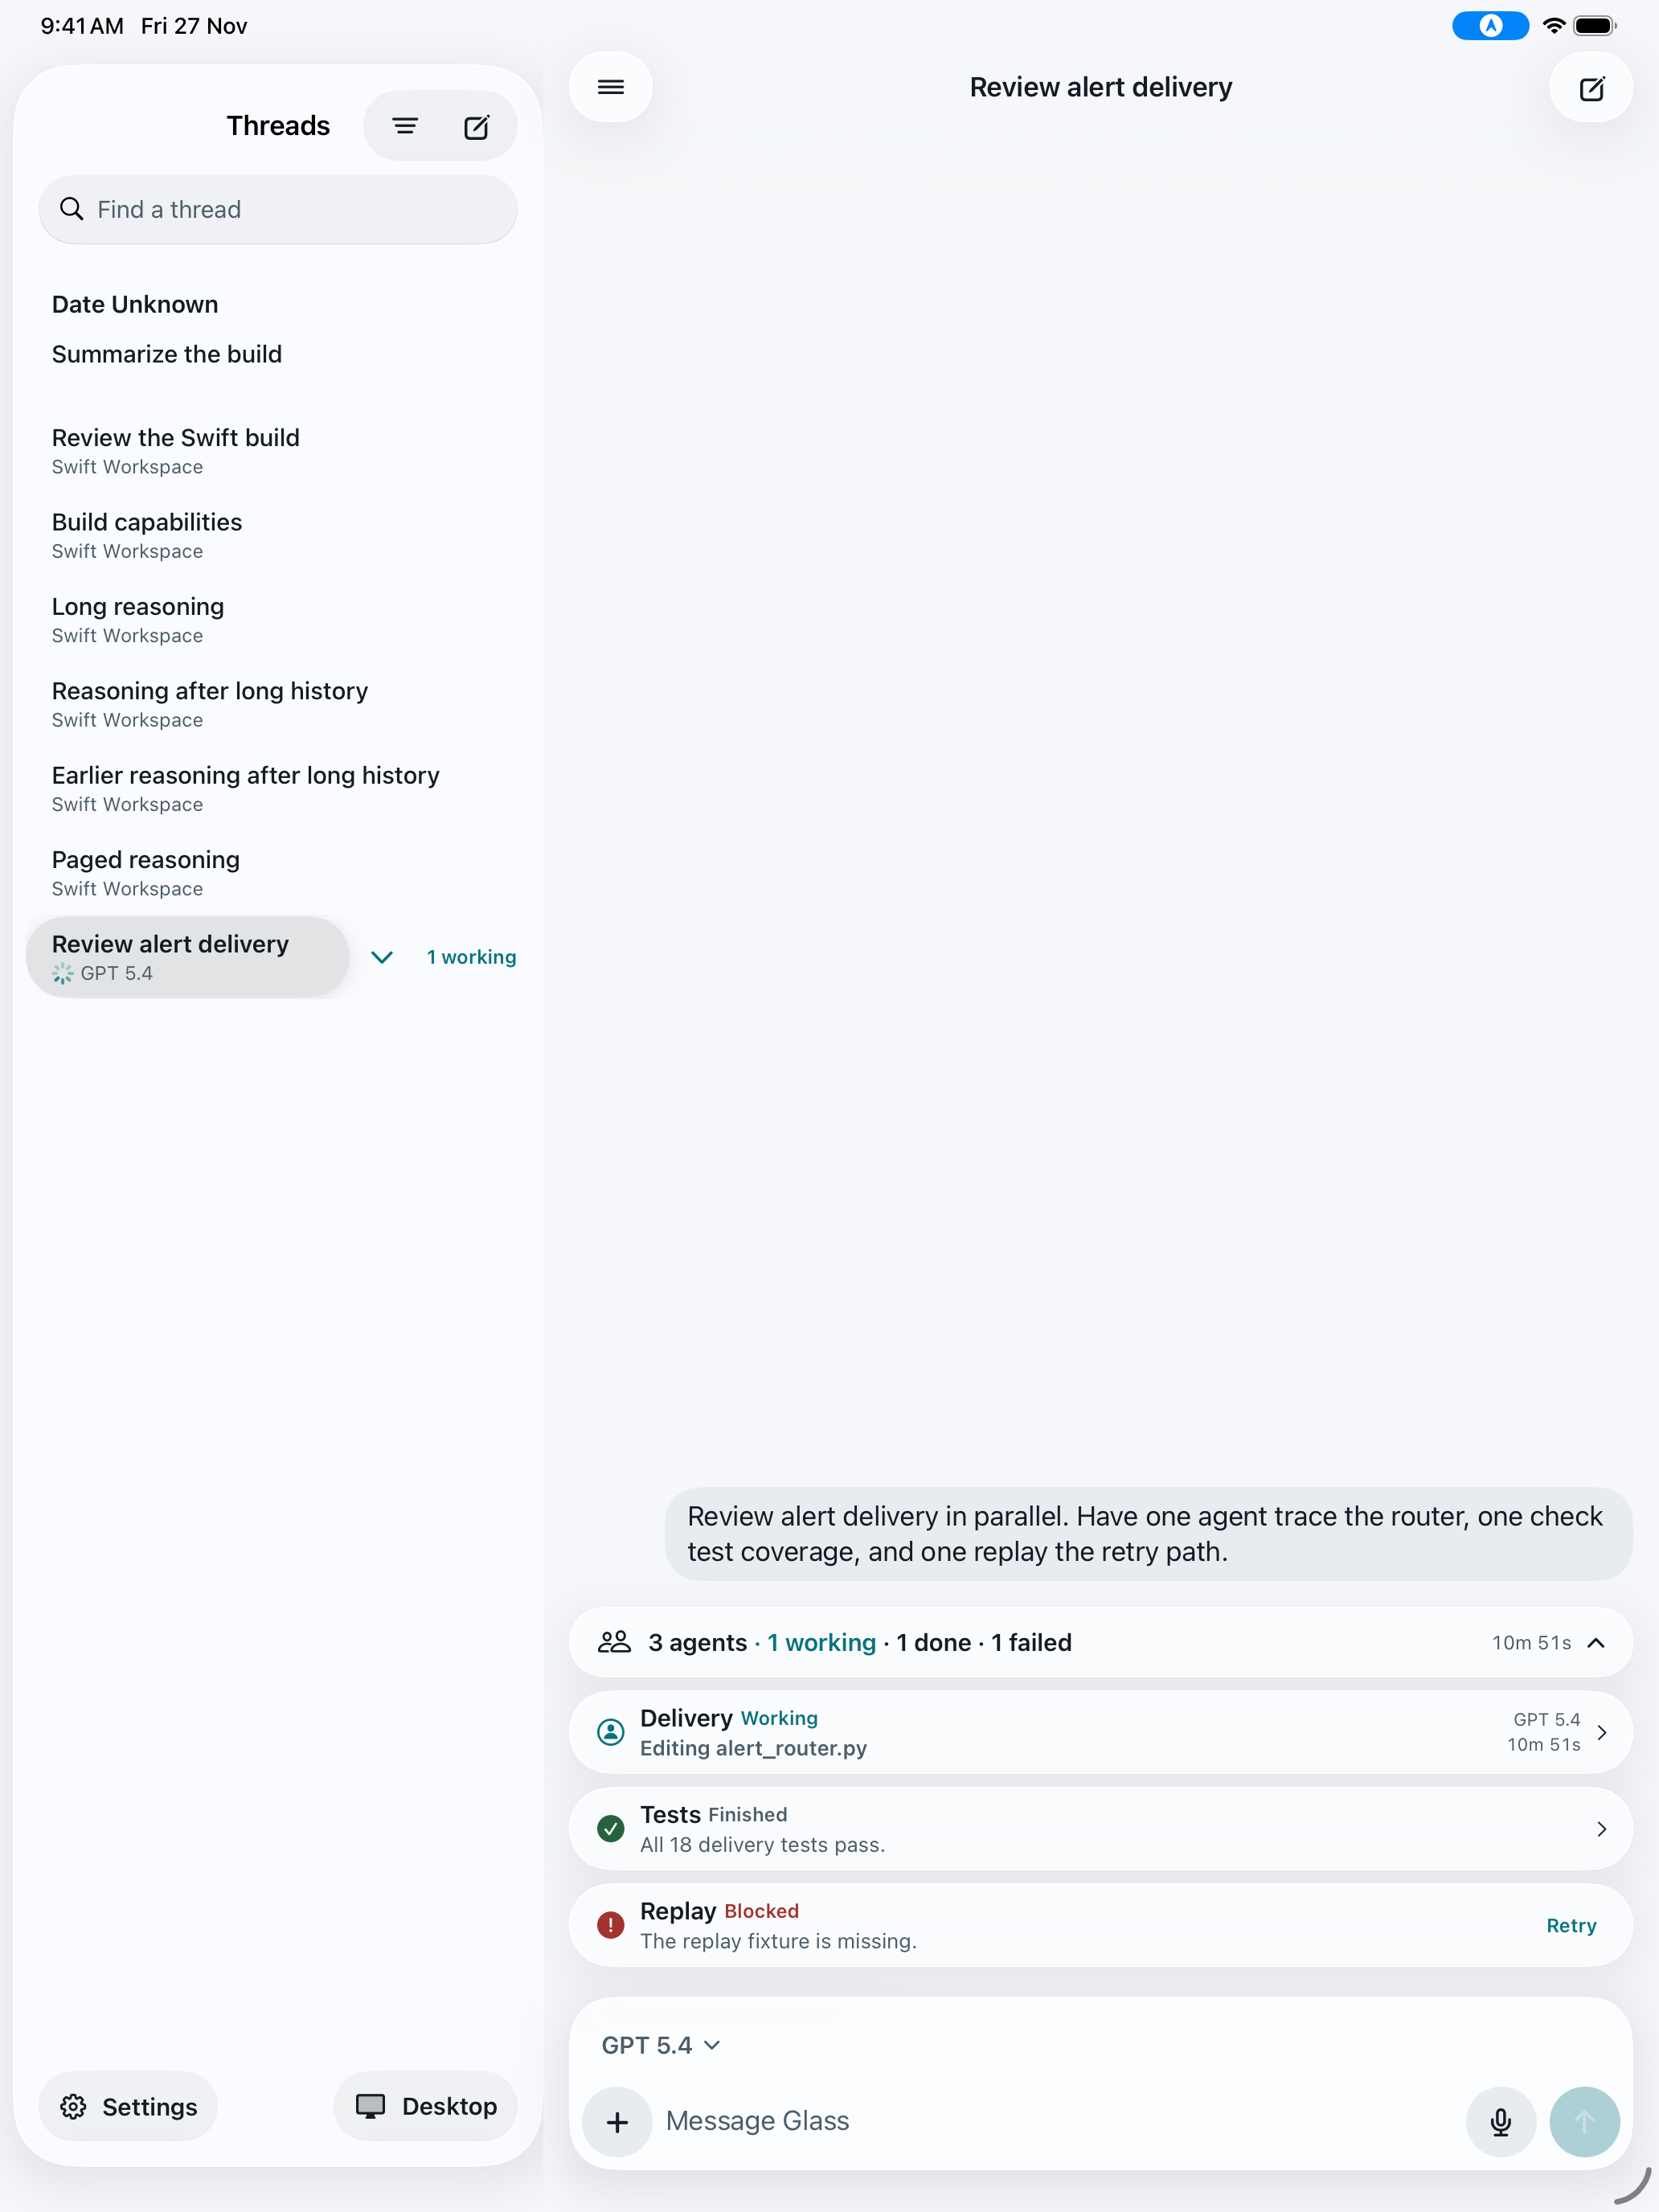 9:41 AM Fri 27 Nov
Threads
Find a thread
Date Unknown
Summarize the build
Review the Swift build
Swift Workspace
Build capabilities
Swift Workspace
Long reasoning
Swift Workspace
Reasoning after long history
Swift Workspace
Earlier reasoning after long history
Swift Workspace
Paged reasoning
Swift Workspace
Review alert delivery
GPT 5.4
1 working
Settings
Desktop
Review alert delivery
Review alert delivery in parallel. Have one agent trace the router, one check
test coverage, and one replay the retry path.
3 agents · 1 working · 1 done · 1 failed
10m 51s
Delivery Working
Editing alert_router.py
GPT 5.4
10m 51s
Tests Finished
All 18 delivery tests pass.
Replay Blocked
The replay fixture is missing.
Retry
GPT 5.4
Message Glass